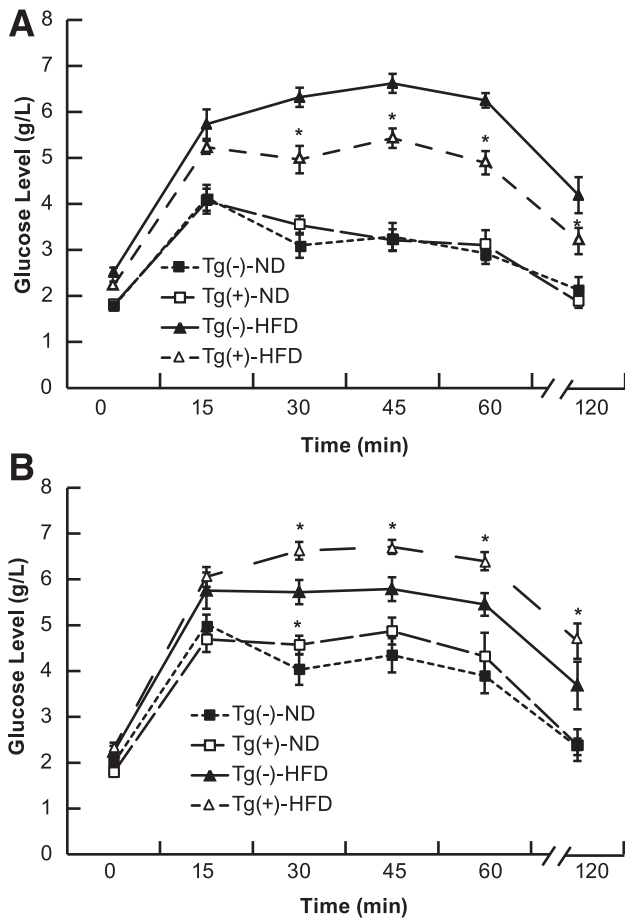 A
8
7
6
5
4
3
2
1
0
Glucose Level (g/L)
* * * *
Tg(-)-ND
Tg(+)-ND
Tg(-)-HFD
Tg(+)-HFD
0 15 30 45 60 120
Time (min)
B
8
7
6
5
4
3
2
1
0
Glucose Level (g/L)
* * * *
*
Tg(-)-ND
Tg(+)-ND
Tg(-)-HFD
Tg(+)-HFD
0 15 30 45 60 120
Time (min)